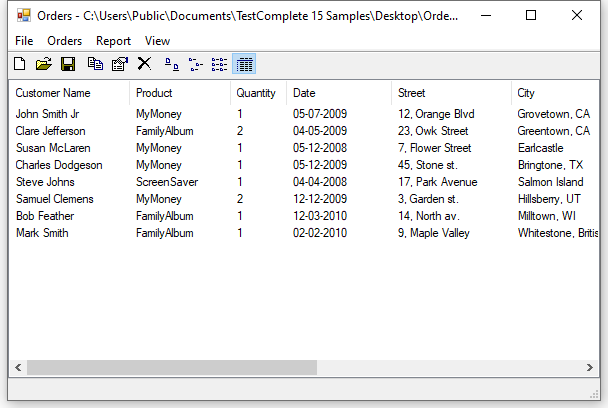 Orders - C:\Users\Public\Documents\TestComplete 15 Samples\Desktop\Orde...
File Orders Report View
Customer Name Product Quantity Date Street City
John Smith Jr MyMoney 1 05-07-2009 12, Orange Blvd Grovetown, CA
Clare Jefferson FamilyAlbum 2 04-05-2009 23, Owk Street Greentown, CA
Susan McLaren MyMoney 1 05-12-2008 7, Flower Street Earlcastle
Charles Dodgeson MyMoney 1 05-12-2009 45, Stone st. Bringtone, TX
Steve Johns ScreenSaver 1 04-04-2008 17, Park Avenue Salmon Island
Samuel Clemens MyMoney 2 12-12-2009 3, Garden st. Hillsberry, UT
Bob Feather FamilyAlbum 1 12-03-2010 14, North av. Milltown, WI
Mark Smith FamilyAlbum 1 02-02-2010 9, Maple Valley Whitestone, Britis